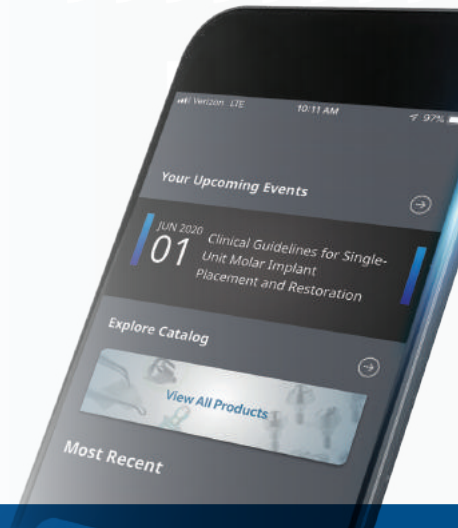 Verizon LTE 10:11 AM 97%
Your Upcoming Events
JUN 2020
01
Clinical Guidelines for Single-
Unit Molar Implant
Placement and Restoration
Explore Catalog
View All Products
Most Recent